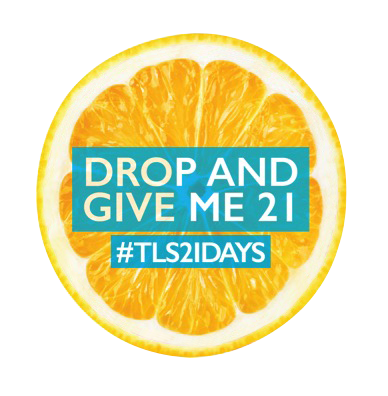 DROP AND
GIVE ME 21
#TLS21DAYS